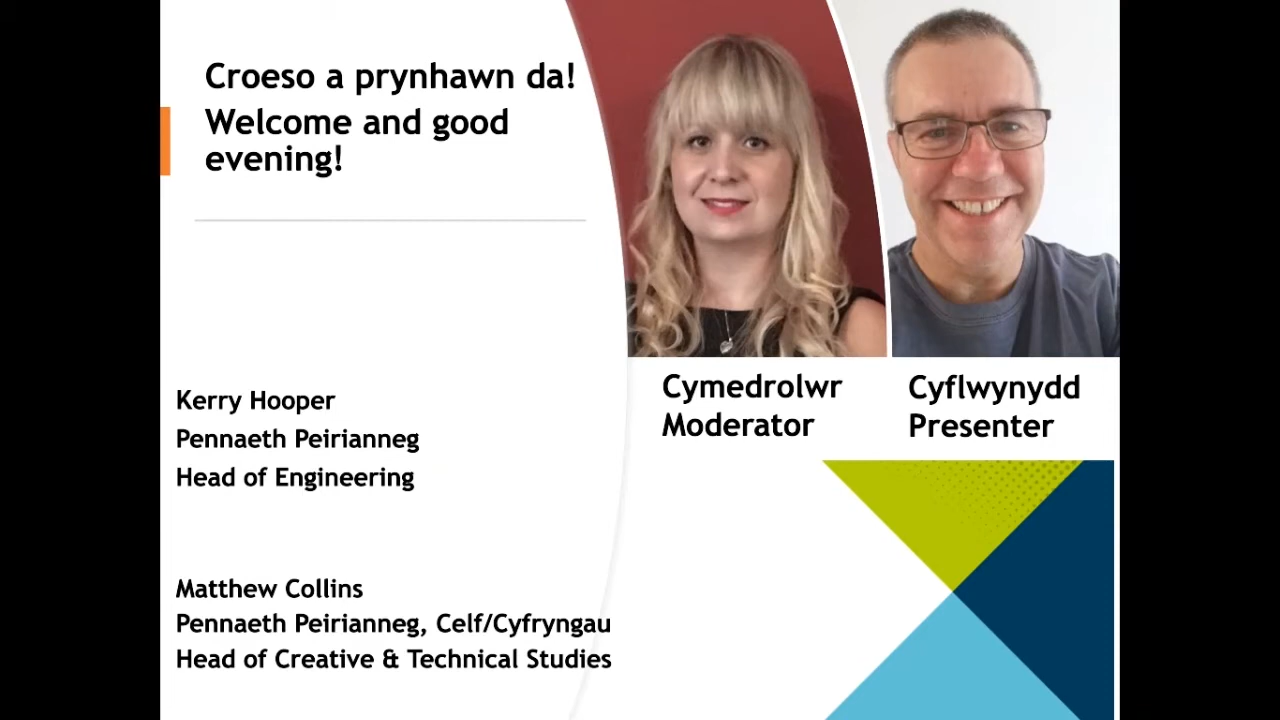 Croeso a prynhawn da!
Welcome and good
evening!
Cymedrolwr
Moderator
Cyflwynydd
Presenter
Kerry Hooper
Pennaeth Peirianneg
Head of Engineering
Matthew Collins
Pennaeth Peirianneg, Celf/Cyfryngau
Head of Creative & Technical Studies